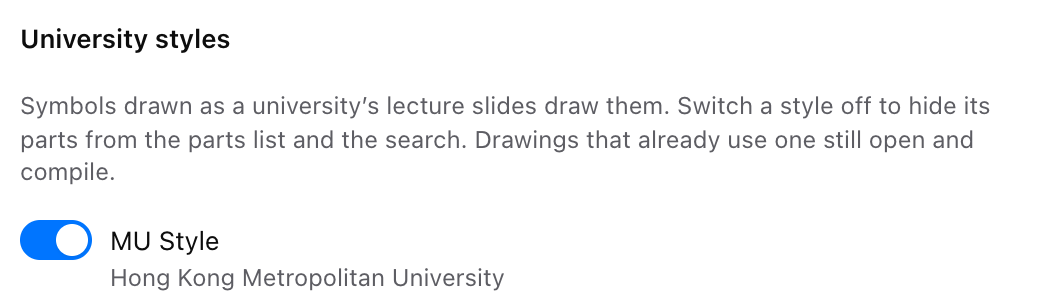 University styles
Symbols drawn as a university’s lecture slides draw them. Switch a style off to hide its
parts from the parts list and the search. Drawings that already use one still open and
compile.
MU Style
Hong Kong Metropolitan University